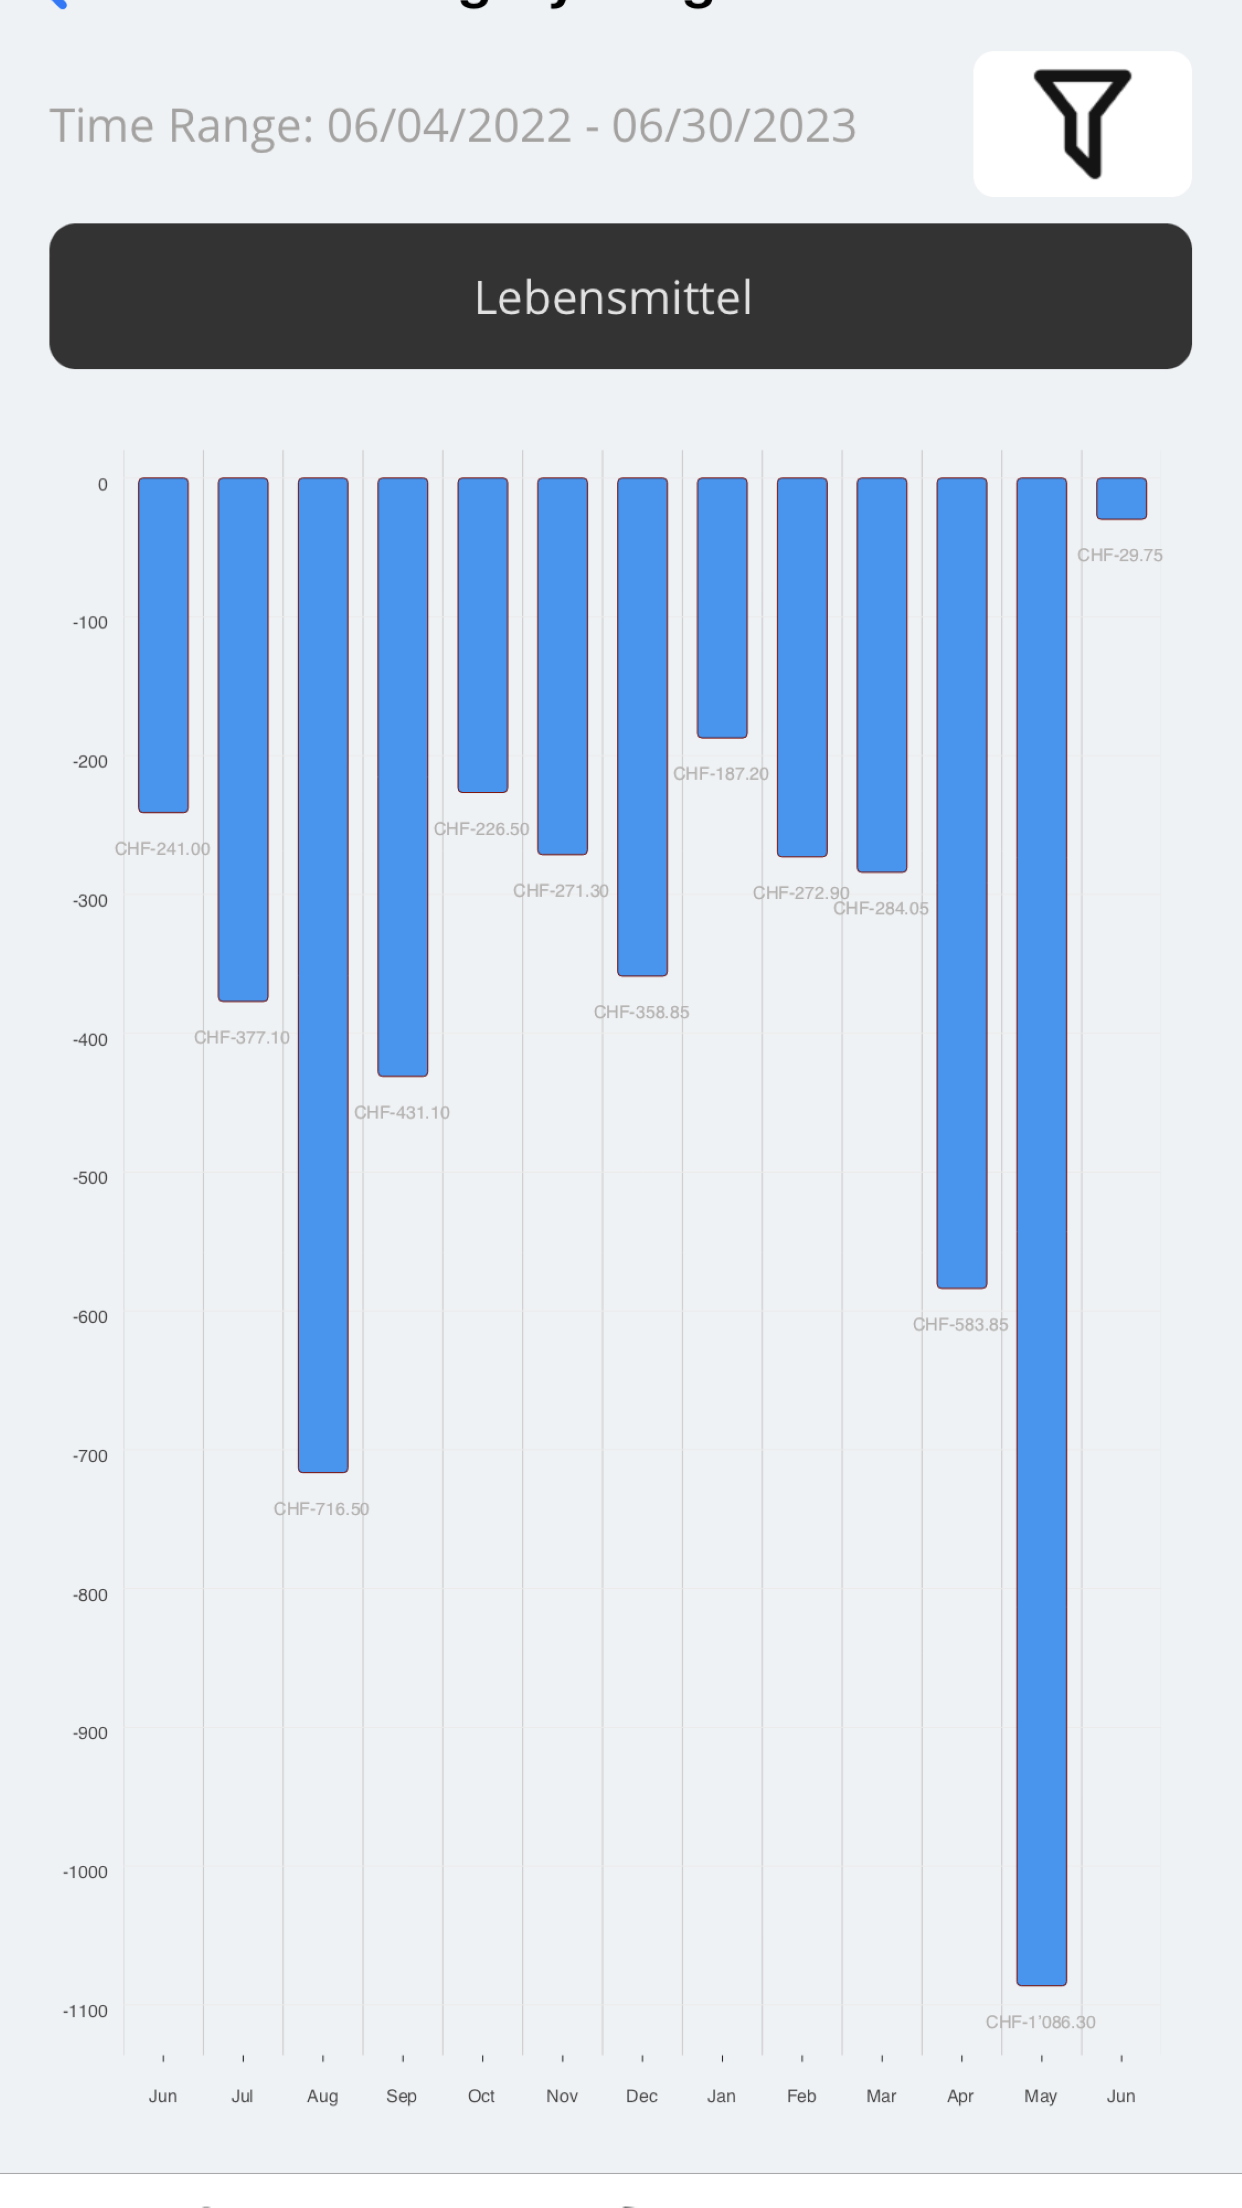 Time Range: 06/04/2022 - 06/30/2023
Lebensmittel
0
CHF-29.75
-100
-200
CHF-187.20
CHF-226.50
CHF-241.00
CHF-271.30
CHF-272.90
-300
CHF-284.05
CHF-358.85
CHF-377.10
-400
CHF-431.10
-500
-600
CHF-583.85
-700
CHF-716.50
-800
-900
-1000
-1100
CHF-1'086.30
Jun Jul Aug Sep Oct Nov Dec Jan Feb Mar Apr May Jun